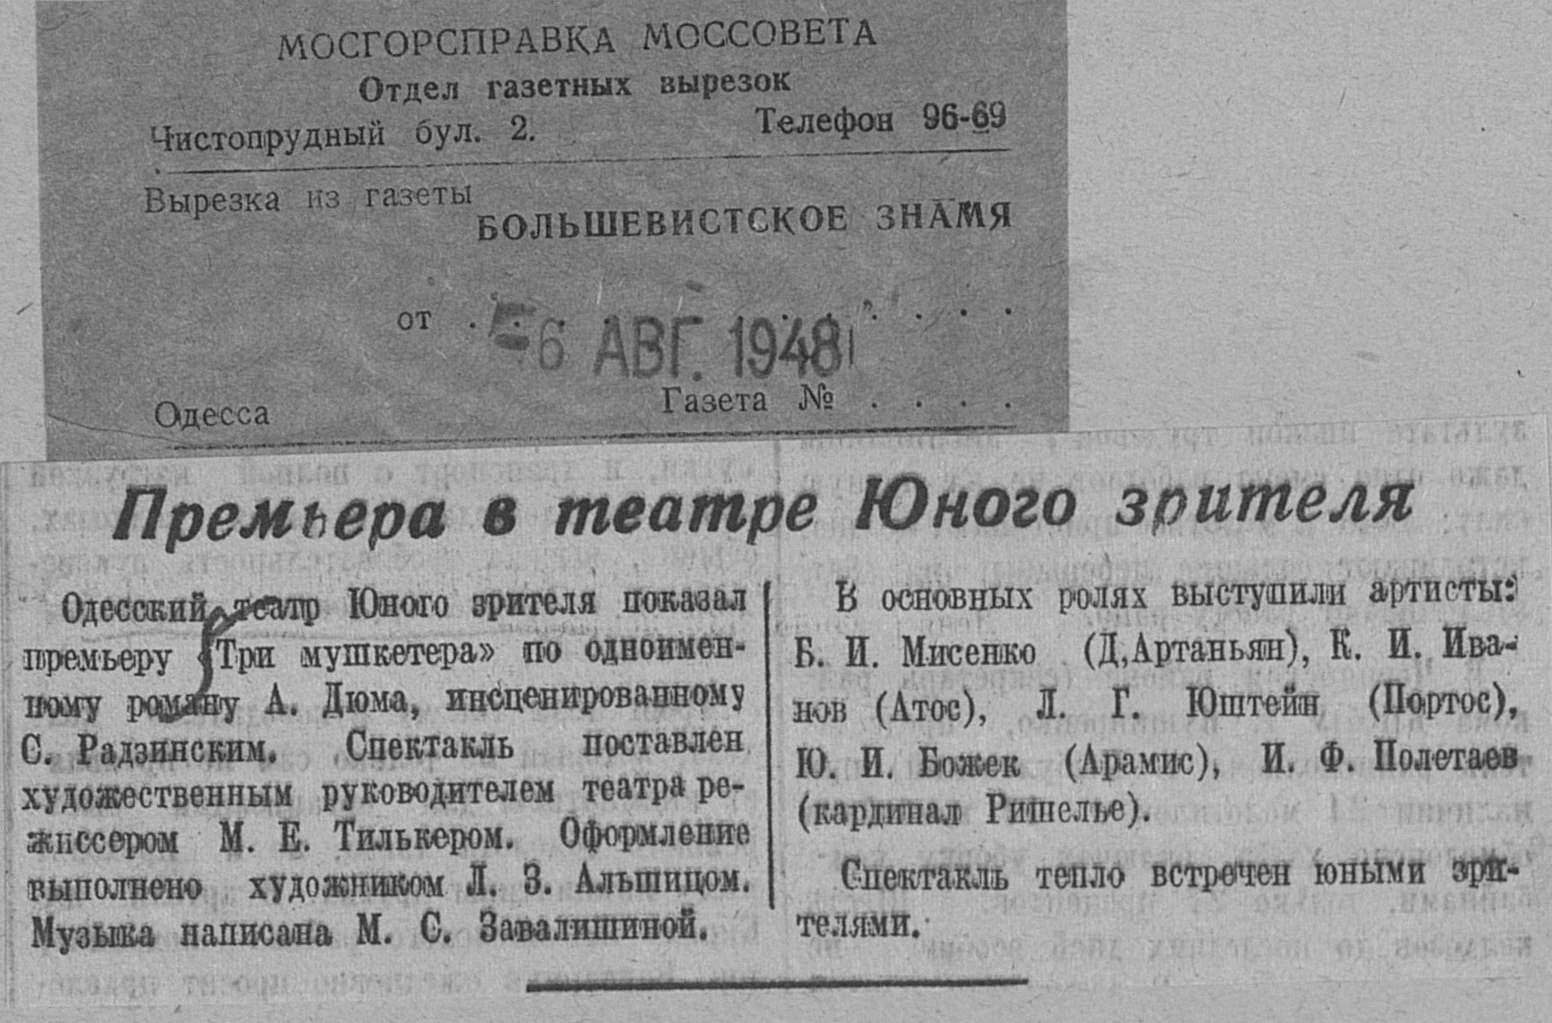 МОСГОРСПРАВКА МОССОВЕТА
Отдел газетных вырезок
Чистопрудный бул. 2. Телефон 96-69
Вырезка из газеты
БОЛЬШЕВИСТСКОЕ ЗНАМЯ
от . -6 АВГ. 1948 . . . .
Одесса Газета № . . . .
Премьера в театре Юного зрителя
Одесский театр Юного зрителя показал
премьеру «Три мушкетера» по одноимен-
ному роману А. Дюма, инсценированному
С. Радзинским. Спектакль поставлен
художественным руководителем театра ре-
жиссером М. Е. Тилькером. Оформление
выполнено художником Л. З. Альшицом.
Музыка написана М. С. Завалишиной.
В основных ролях выступили артисты:
Б. И. Мисенко (Д,Артаньян), К. И. Ива-
нов (Атос), Л. Г. Юштейн (Портос),
Ю. И. Божек (Арамис), И. Ф. Полетаев
(кардинал Ришелье).
Спектакль тепло встречен юными зри-
телями.